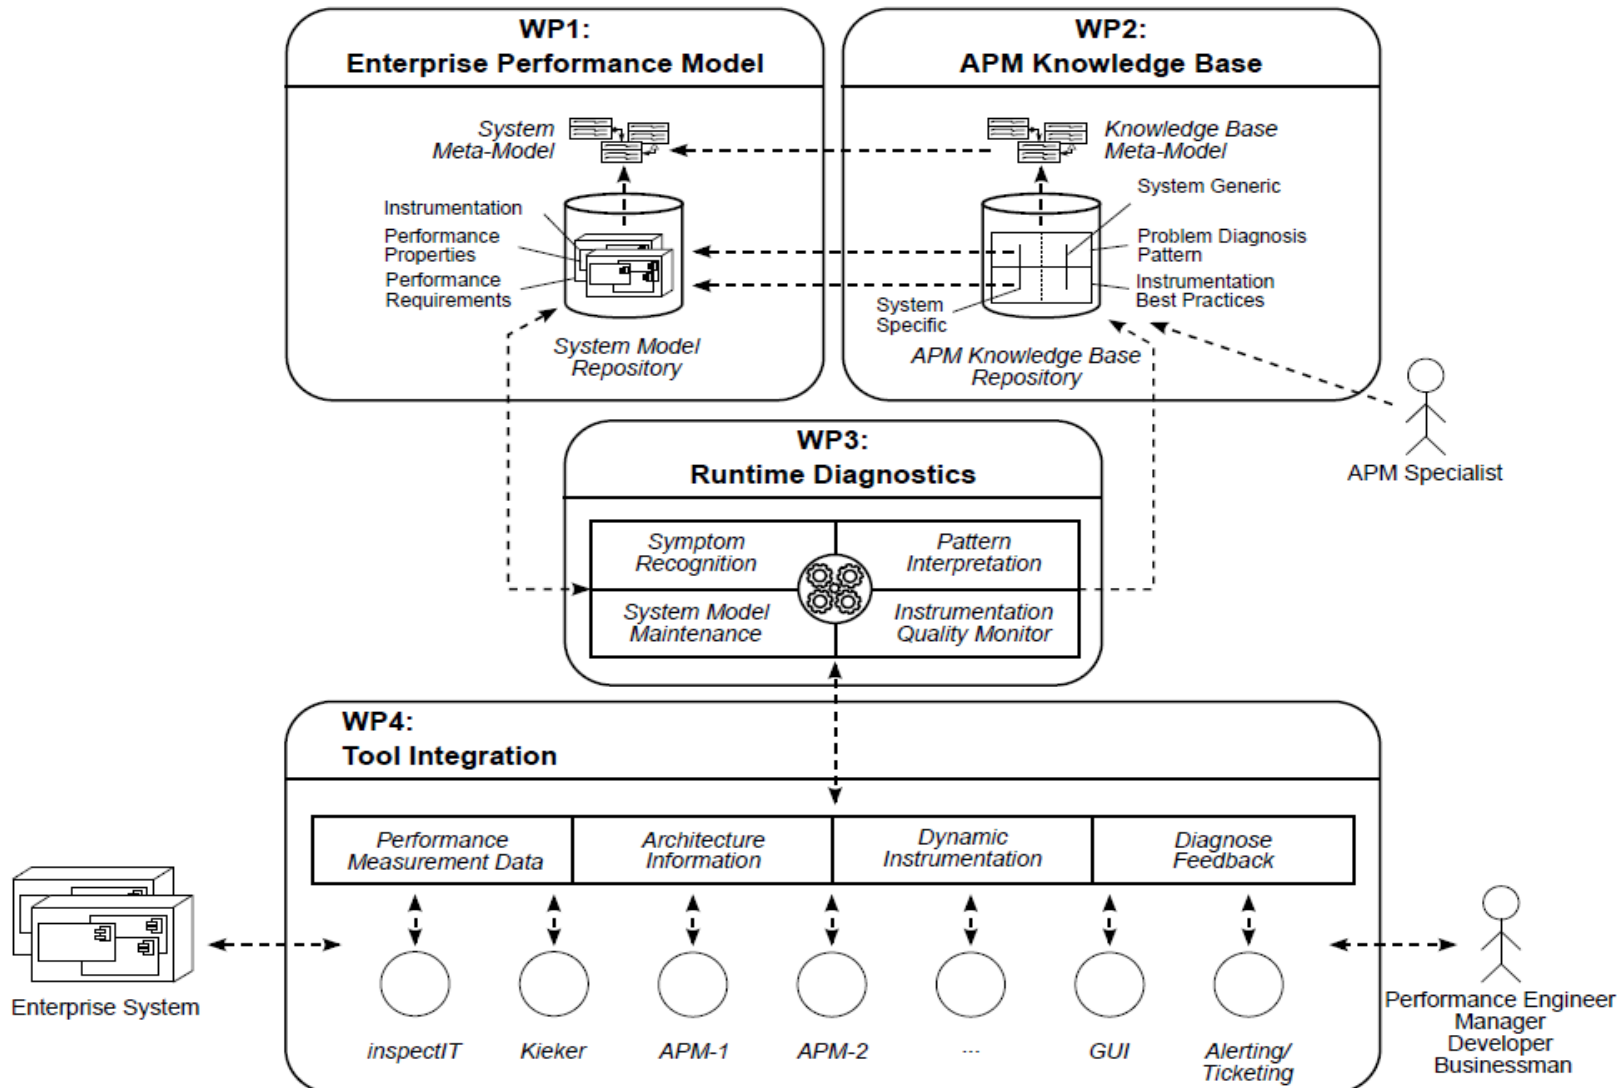 WP1:
Enterprise Performance Model
WP2:
APM Knowledge Base
System
Meta-Model
Knowledge Base
Meta-Model
System Generic
Instrumentation
Performance
Properties
Performance
Requirements
Problem Diagnosis
Pattern
Instrumentation
Best Practices
System
Specific
System Model
Repository
APM Knowledge Base
Repository
APM Specialist
WP3:
Runtime Diagnostics
Symptom
Recognition
Pattern
Interpretation
System Model
Maintenance
Instrumentation
Quality Monitor
WP4:
Tool Integration
Performance
Measurement Data
Architecture
Information
Dynamic
Instrumentation
Diagnose
Feedback
Enterprise System
inspectIT
Kieker
APM-1
APM-2
...
GUI
Alerting/
Ticketing
Performance Engineer
Manager
Developer
Businessman